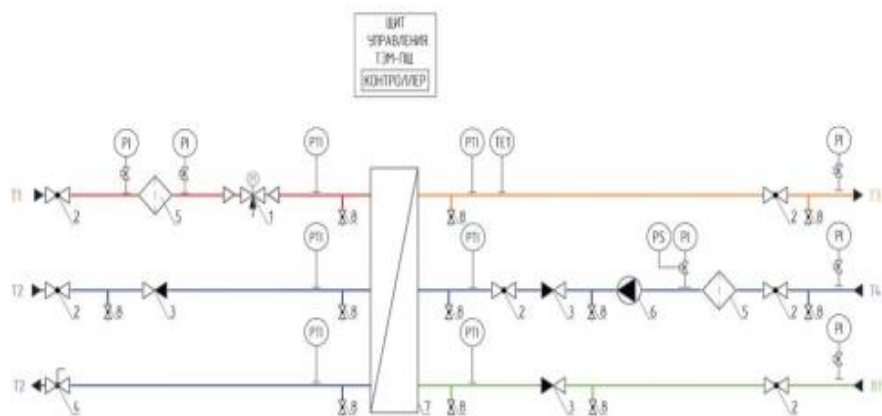 ЩИТ
УПРАВЛЕНИЯ
ТЭМ-ПЩ
КОНТРОЛЛЕР
PI PI PTI PTI TE1 PI
T1 2 5 1 8 8 2 8 T3
PTI PTI PS PI PI
T2 2 8 3 8 8 2 3 8 6 5 2 8 T4
PTI PTI PI
T2 8 7 8 3 8 2 B1